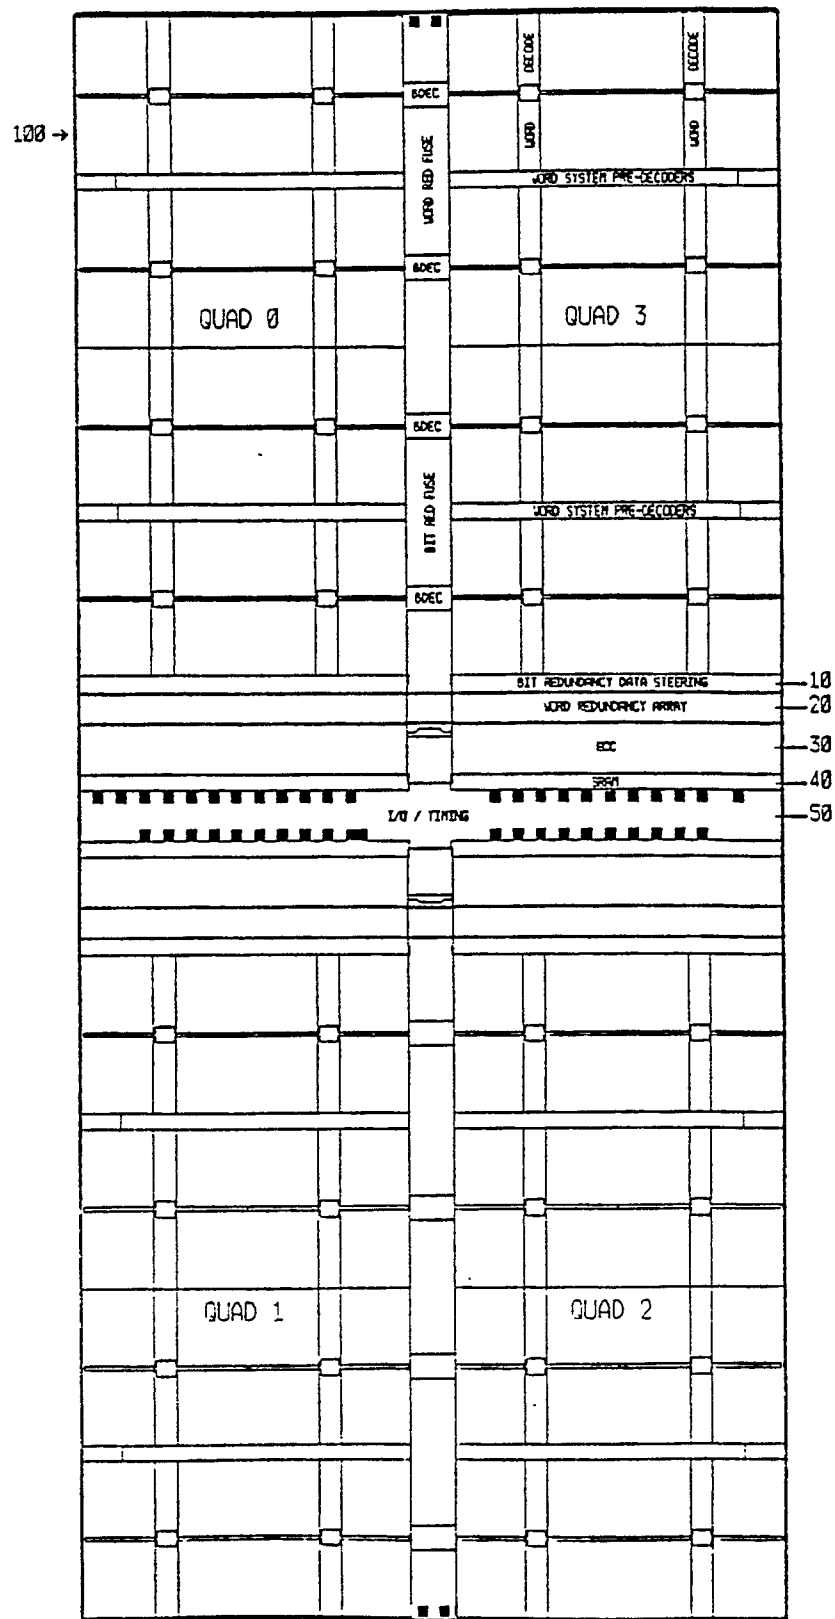 DECODE
DECODE
BDEC
100
WORD RED FUSE
WORD
WORD
WORD SYSTEM PRE-DECODERS
BDEC
QUAD 0
QUAD 3
BDEC
BIT RED FUSE
WORD SYSTEM PRE-DECODERS
BDEC
BIT REDUNDANCY DATA STEERING
10
WORD REDUNDANCY ARRAY
20
ECC
30
SRAM
40
I/O / TIMING
50
QUAD 1
QUAD 2